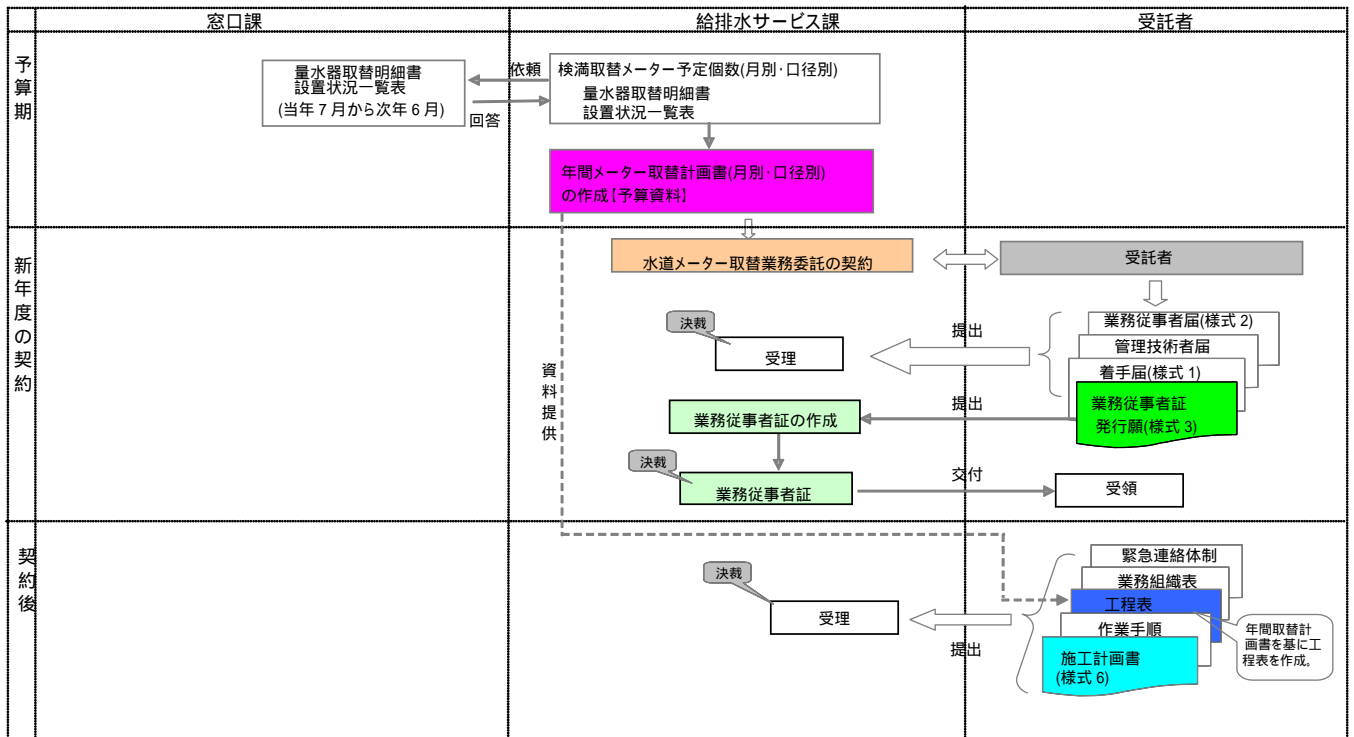 窓口課
給排水サービス課
受託者
予算期
量水器取替明細書
設置状況一覧表
(当年7月から次年6月)
依頼
回答
検満取替メーター予定個数(月別･口径別)
量水器取替明細書
設置状況一覧表
年間メーター取替計画書(月別･口径別)
の作成【予算資料】
新年度の契約
水道メーター取替業務委託の契約
受託者
決裁
受理
提出
業務従事者届(様式2)
管理技術者届
着手届(様式1)
業務従事者証
発行願(様式3)
資料提供
業務従事者証の作成
提出
決裁
業務従事者証
交付
受領
契約後
決裁
受理
提出
緊急連絡体制
業務組織表
工程表
作業手順
施工計画書
(様式6)
年間取替計
画書を基に工
程表を作成。